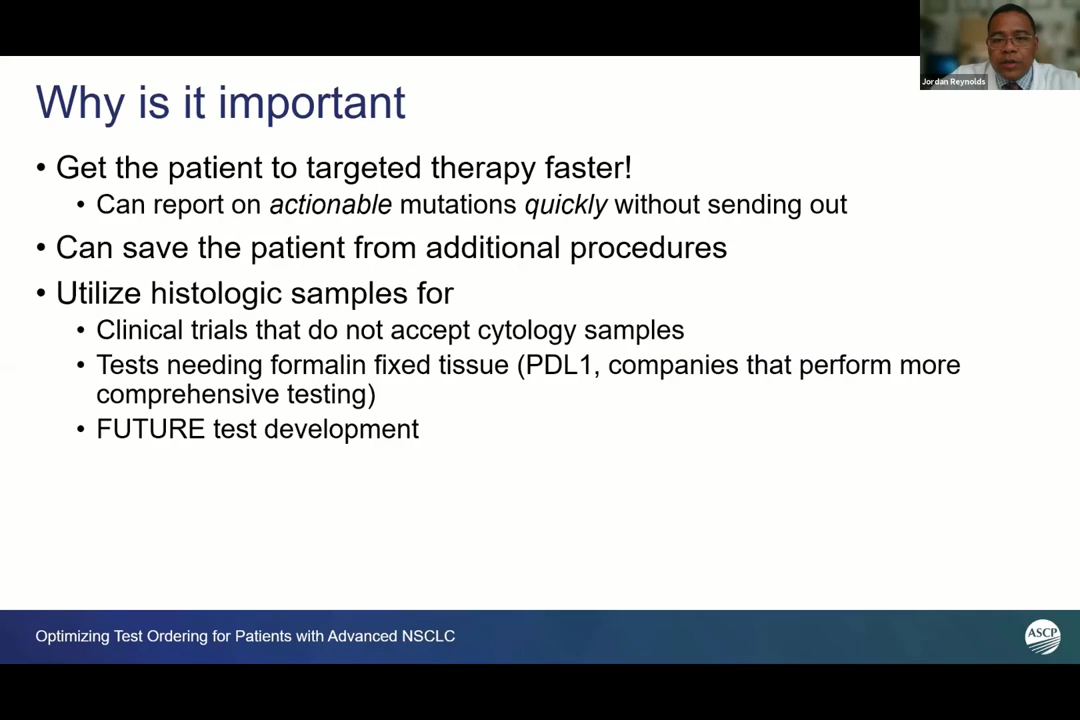 Jordan Reynolds
Why is it important
• Get the patient to targeted therapy faster!
• Can report on actionable mutations quickly without sending out
• Can save the patient from additional procedures
• Utilize histologic samples for
• Clinical trials that do not accept cytology samples
• Tests needing formalin fixed tissue (PDL1, companies that perform more
comprehensive testing)
• FUTURE test development
Optimizing Test Ordering for Patients with Advanced NSCLC
ASCP